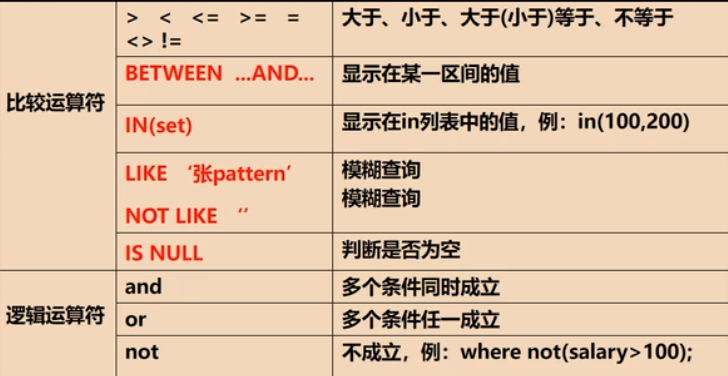 比较运算符
> < <= >= =
<> !=
大于、小于、大于(小于)等于、不等于
BETWEEN ...AND...
显示在某一区间的值
IN(set)
显示在in列表中的值，例：in(100,200)
LIKE ‘张pattern’
模糊查询
NOT LIKE ‘’
模糊查询
IS NULL
判断是否为空
逻辑运算符
and
多个条件同时成立
or
多个条件任一成立
not
不成立，例：where not(salary>100);